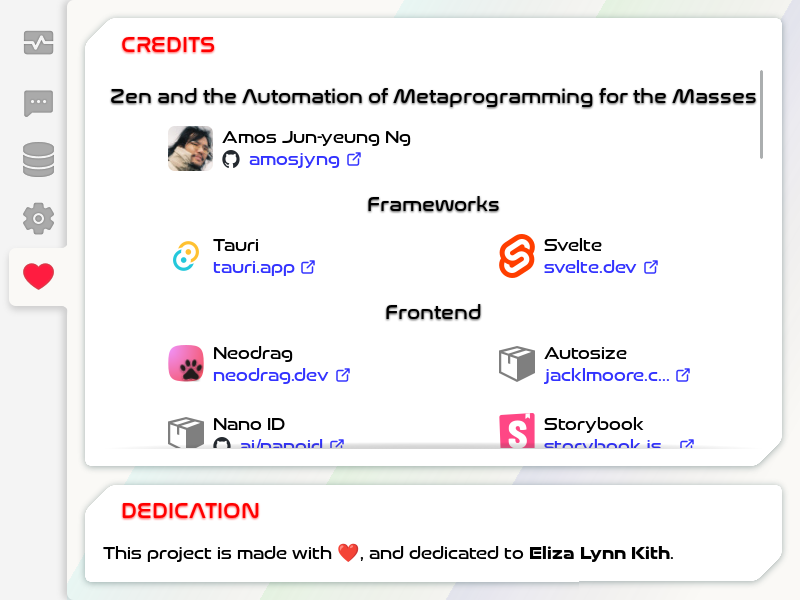 CREDITS
Zen and the Automation of Metaprogramming for the Masses
Amos Jun-yeung Ng
amosjyng
Frameworks
Tauri
tauri.app
Svelte
svelte.dev
Frontend
Neodrag
neodrag.dev
Autosize
jacklmoore.c...
Nano ID
ai/nanoid
Storybook
storybook.js...
DEDICATION
This project is made with ❤️, and dedicated to Eliza Lynn Kith.